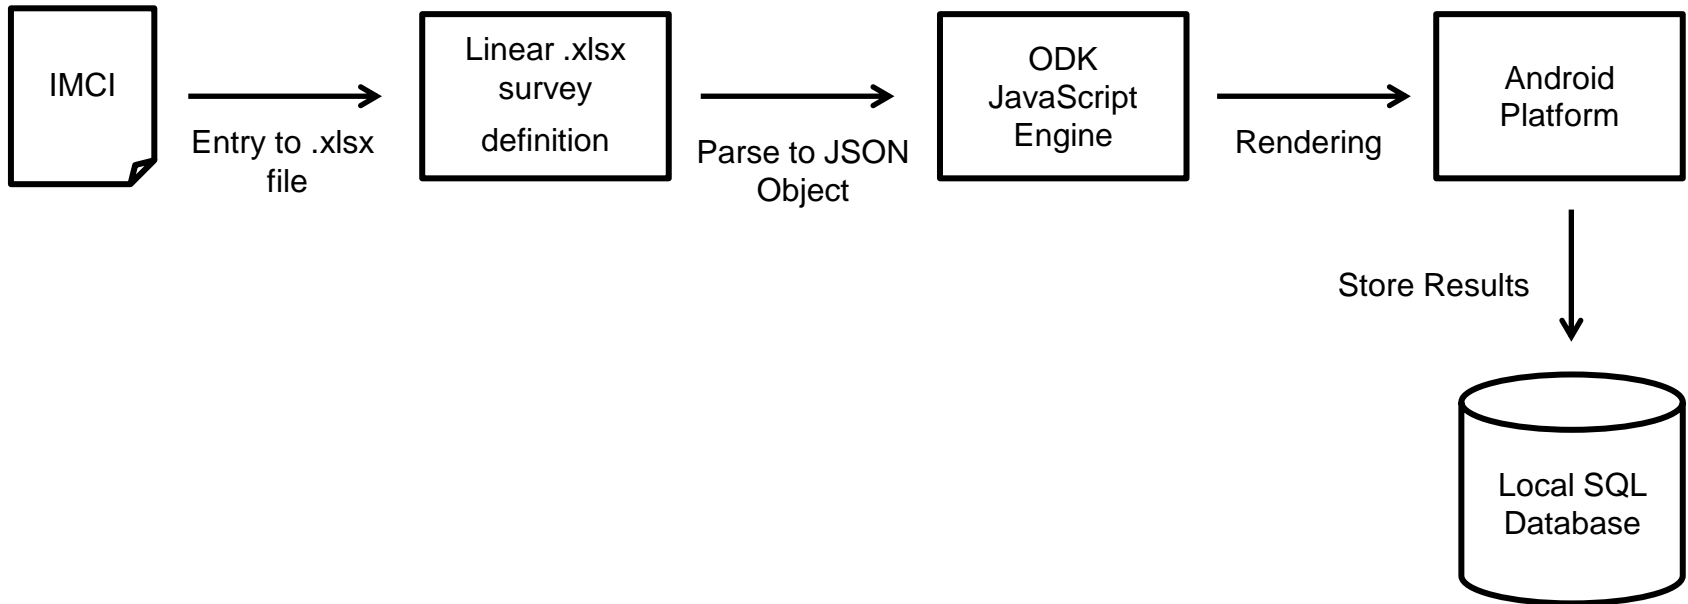 IMCI
Entry to .xlsx
file
Linear .xlsx
survey
definition
Parse to JSON
Object
ODK
JavaScript
Engine
Rendering
Android
Platform
Store Results
Local SQL
Database